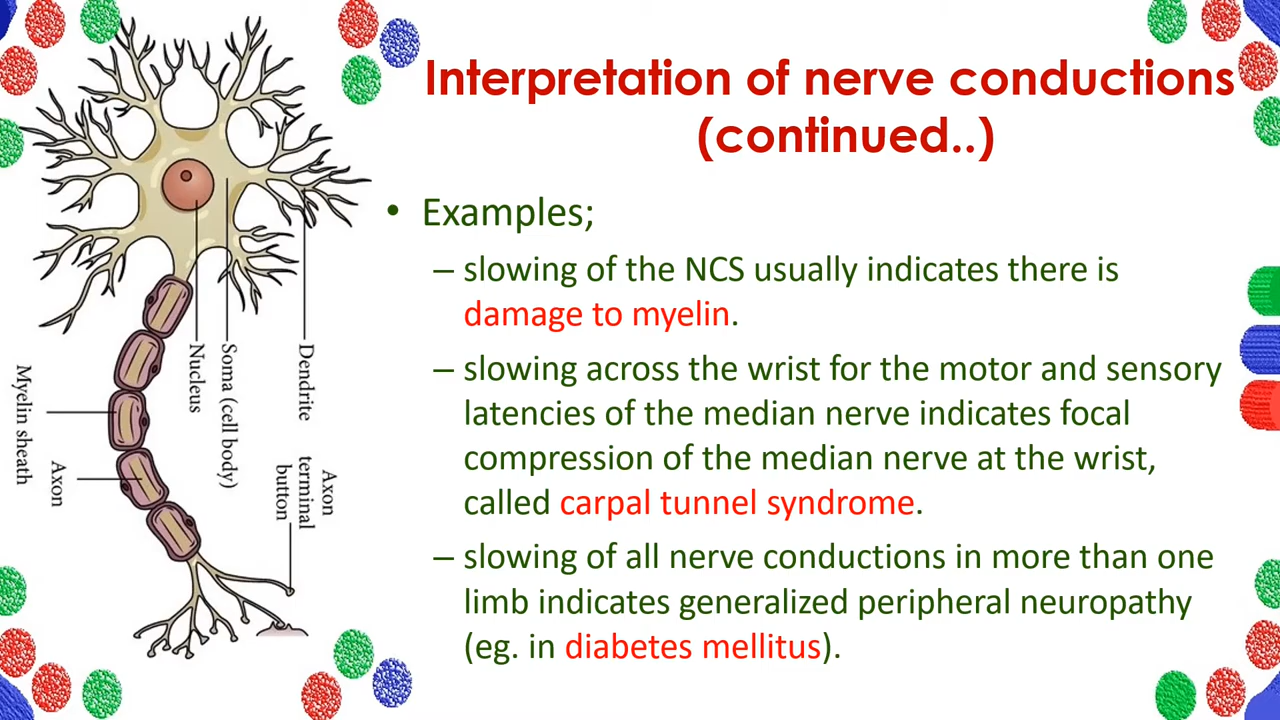 Interpretation of nerve conductions
(continued..)
• Examples;
– slowing of the NCS usually indicates there is
damage to myelin.
– slowing across the wrist for the motor and sensory
latencies of the median nerve indicates focal
compression of the median nerve at the wrist,
called carpal tunnel syndrome.
– slowing of all nerve conductions in more than one
limb indicates generalized peripheral neuropathy
(eg. in diabetes mellitus).
Nucleus
Soma (cell body)
Dendrite
Myelin sheath
Axon
Axon
terminal
button